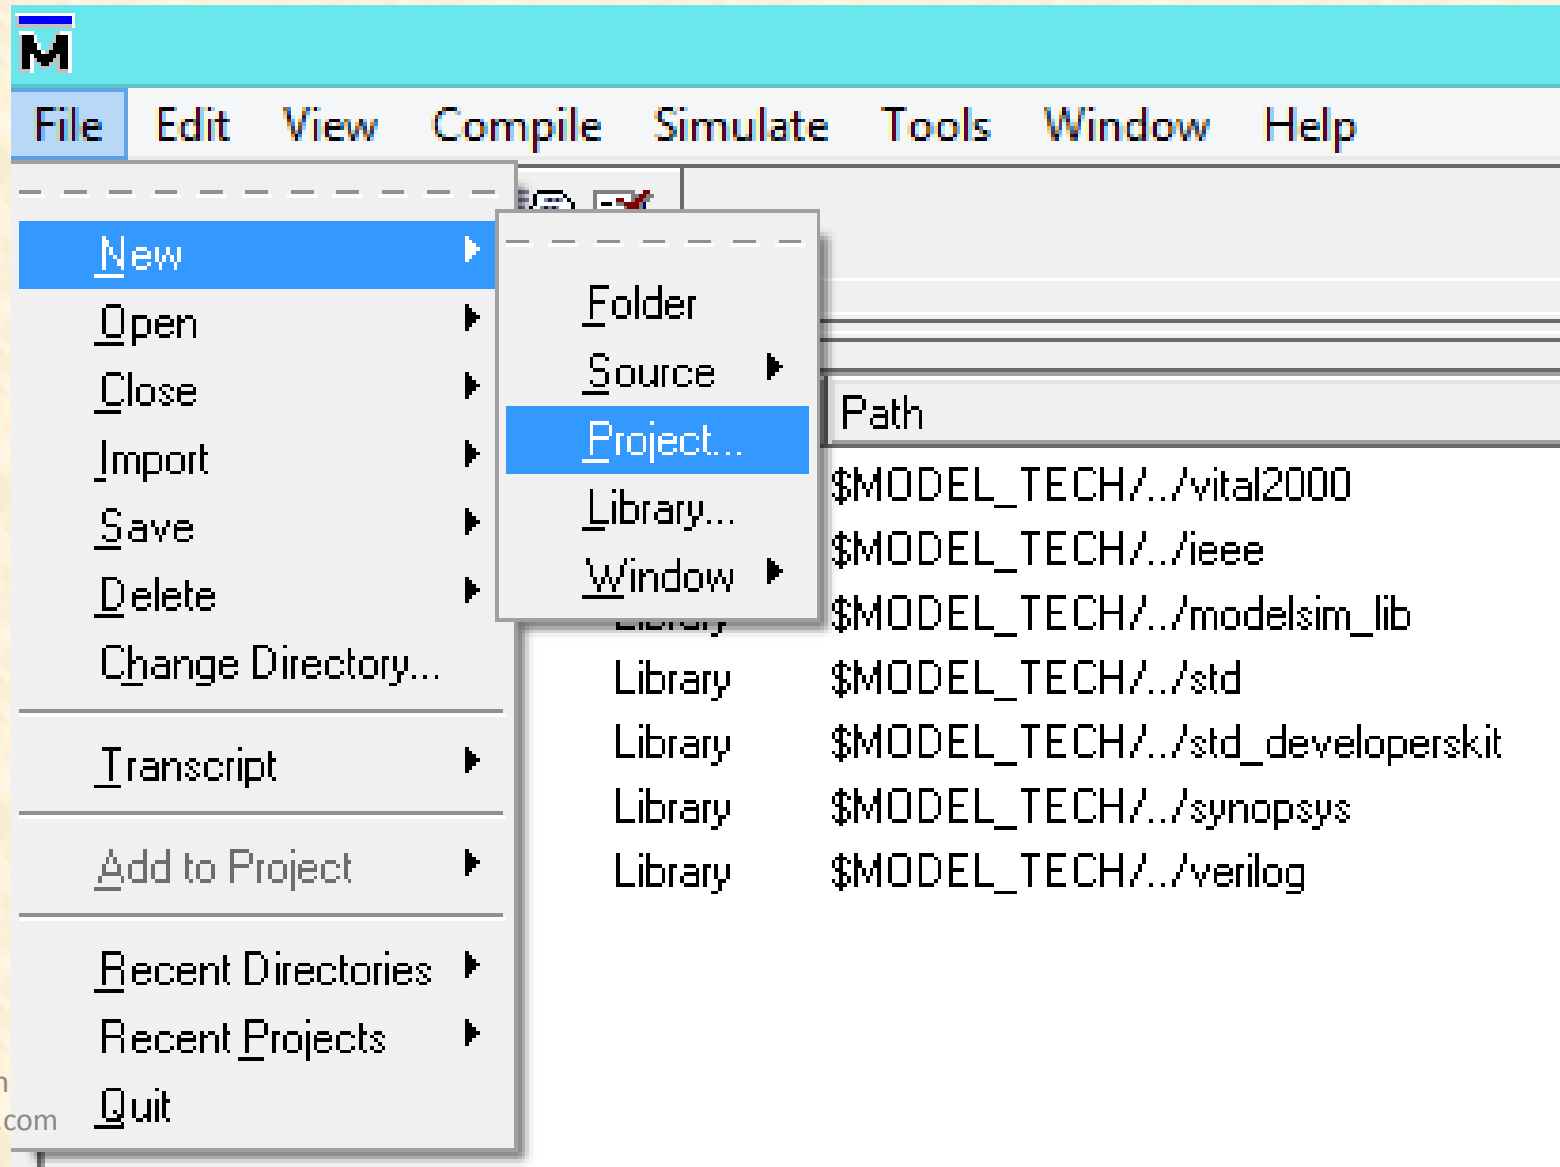 M
File Edit View Compile Simulate Tools Window Help
New
Open
Close
Import
Save
Delete
Change Directory...
Transcript
Add to Project
Recent Directories
Recent Projects
Quit
Folder
Source
Project...
Library...
Window
Path
$MODEL_TECH/../vital2000
$MODEL_TECH/../ieee
Library $MODEL_TECH/../modelsim_lib
Library $MODEL_TECH/../std
Library $MODEL_TECH/../std_developerskit
Library $MODEL_TECH/../synopsys
Library $MODEL_TECH/../verilog
.com